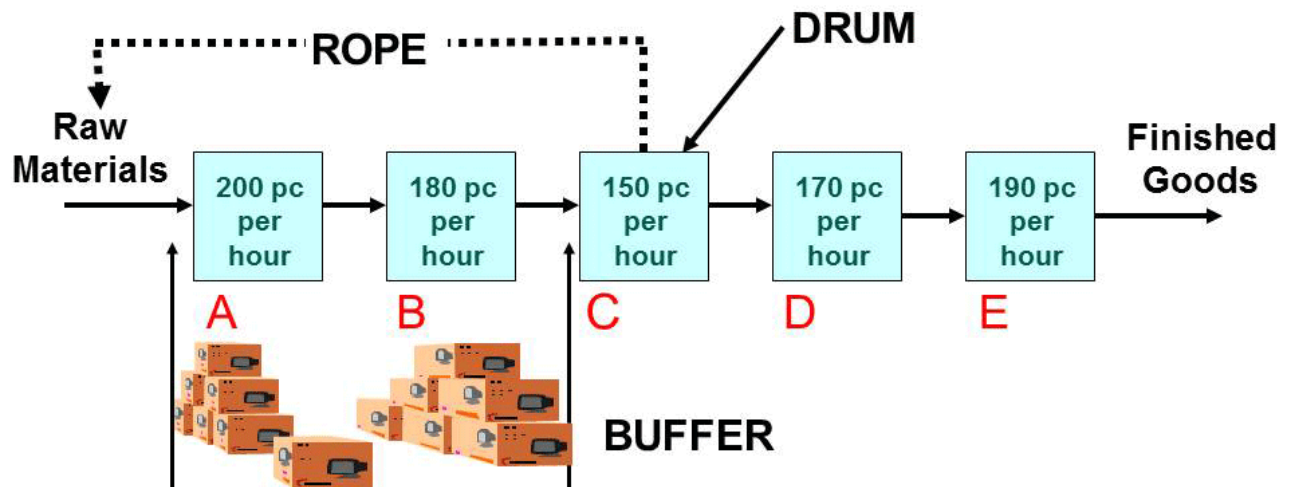 DRUM
ROPE
Raw
Materials
Finished
Goods
200 pc
per
hour
180 pc
per
hour
150 pc
per
hour
170 pc
per
hour
190 pc
per
hour
A
B
C
D
E
BUFFER